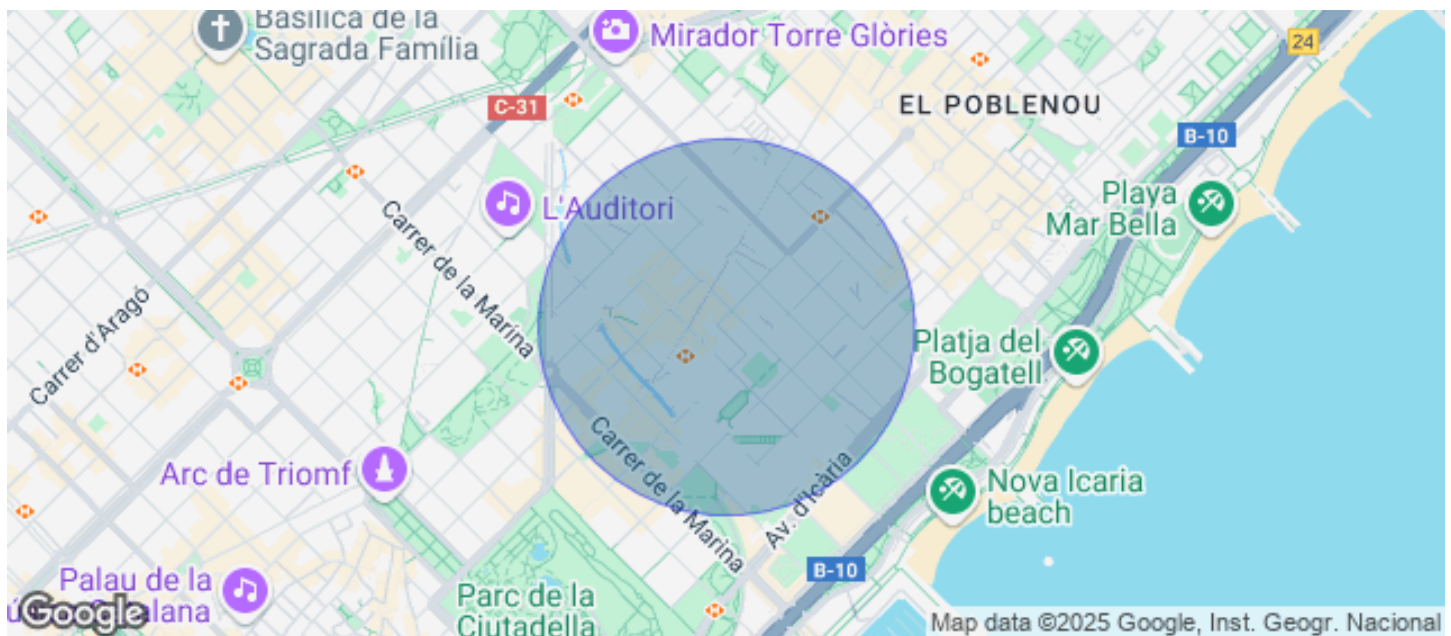 Basílica de la
Sagrada Família
Mirador Torre Glòries
24
C-31
EL POBLENOU
B-10
L'Auditori
Playa
Mar Bella
Carrer de la Marina
Carrer d'Aragó
Platja del
Bogatell
Carrer de la Marina
Arc de Triomf
Av. d'Icària
Nova Icaria
beach
B-10
Palau de la
Catalana
Parc de la
Ciutadella
Google
Map data ©2025 Google, Inst. Geogr. Nacional